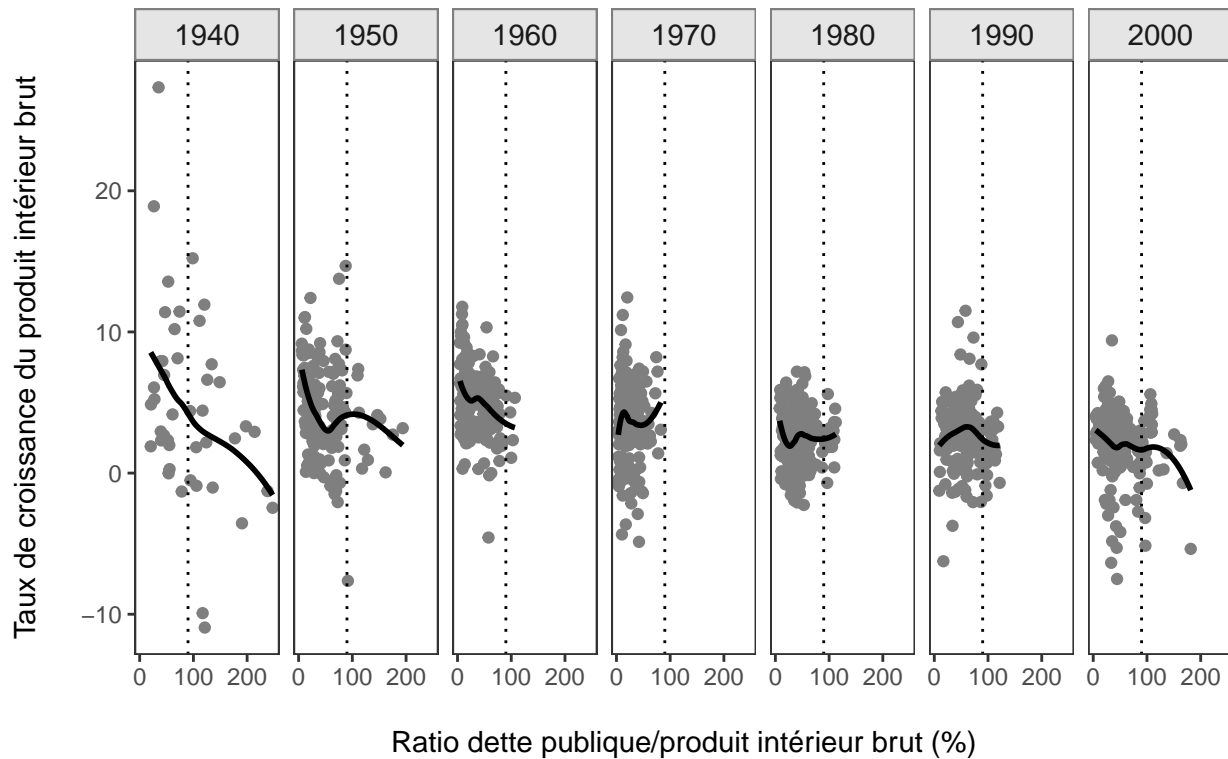 1940 1950 1960 1970 1980 1990 2000
Taux de croissance du produit intérieur brut
20
10
0
−10
0 100 200 0 100 200 0 100 200 0 100 200 0 100 200 0 100 200 0 100 200
Ratio dette publique/produit intérieur brut (%)